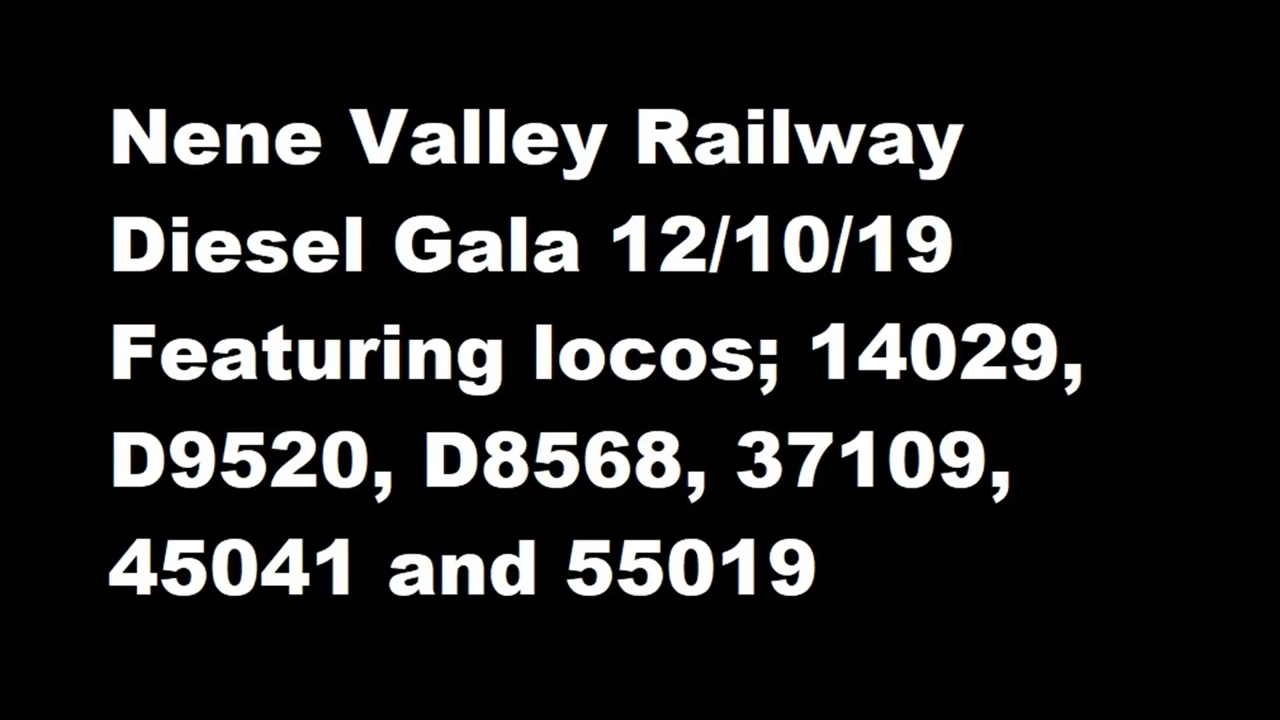 Nene Valley Railway
Diesel Gala 12/10/19
Featuring locos; 14029,
D9520, D8568, 37109,
45041 and 55019